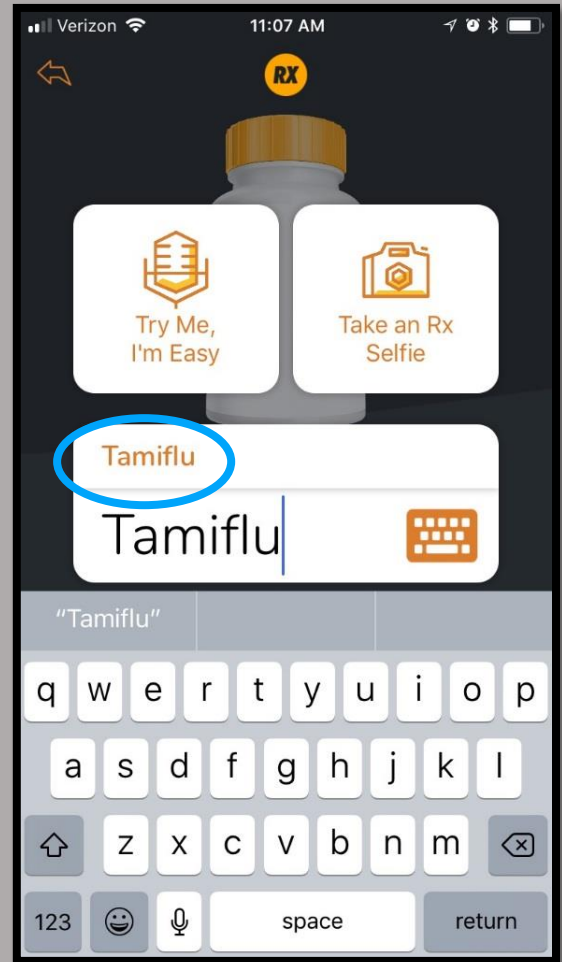 Verizon 11:07 AM
RX
Try Me,
I'm Easy
Take an Rx
Selfie
Tamiflu
Tamiflu
"Tamiflu"
q w e r t y u i o p
a s d f g h j k l
z x c v b n m
123 space return